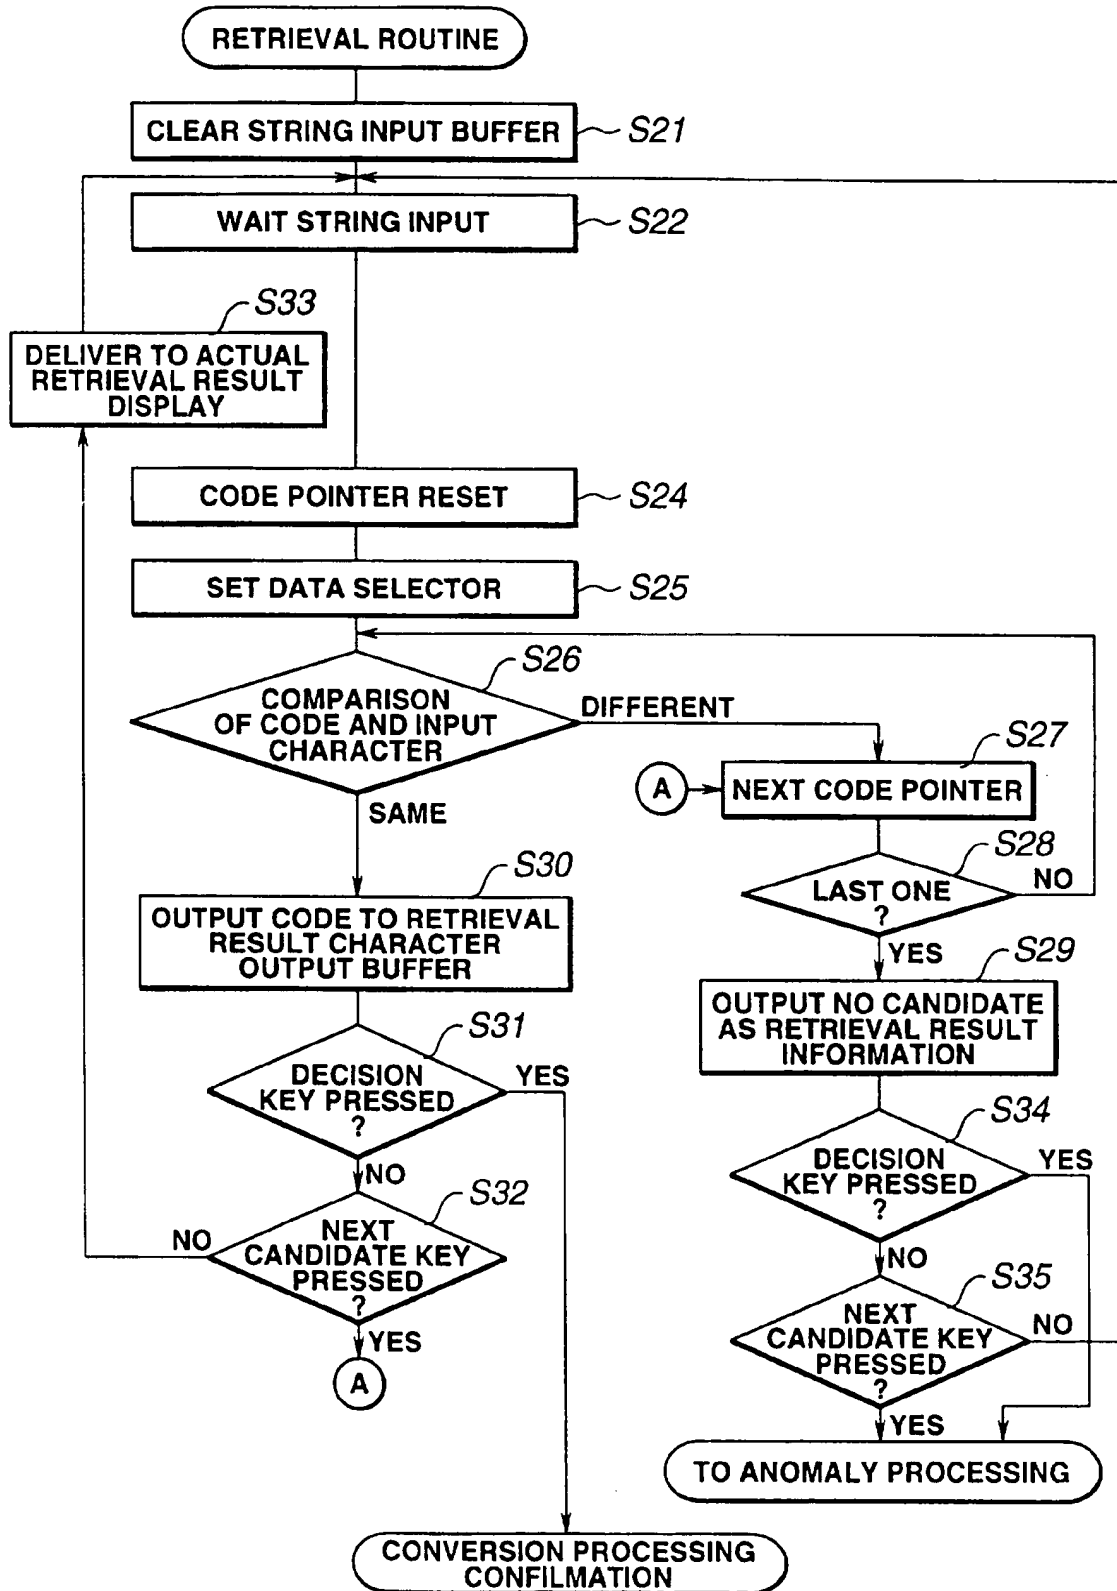 RETRIEVAL ROUTINE
CLEAR STRING INPUT BUFFER
S21
WAIT STRING INPUT
S22
S33
DELIVER TO ACTUAL
RETRIEVAL RESULT
DISPLAY
CODE POINTER RESET
S24
SET DATA SELECTOR
S25
S26
COMPARISON
OF CODE AND INPUT
CHARACTER
DIFFERENT
S27
A
NEXT CODE POINTER
SAME
S28
LAST ONE
?
NO
YES
S30
OUTPUT CODE TO RETRIEVAL
RESULT CHARACTER
OUTPUT BUFFER
S29
OUTPUT NO CANDIDATE
AS RETRIEVAL RESULT
INFORMATION
S31
DECISION
KEY PRESSED
?
YES
NO
S34
DECISION
KEY PRESSED
?
YES
NO
S32
NEXT
CANDIDATE KEY
PRESSED
?
NO
YES
A
S35
NEXT
CANDIDATE KEY
PRESSED
?
NO
YES
TO ANOMALY PROCESSING
CONVERSION PROCESSING
CONFILMATION